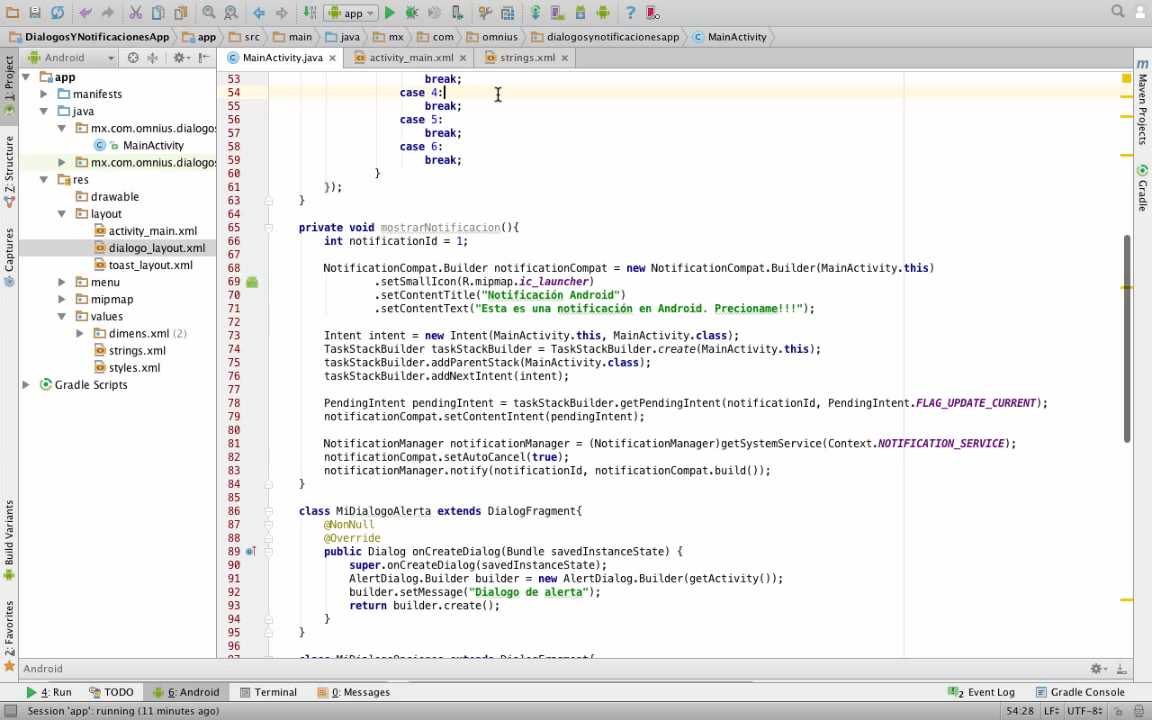 app
DialogosYNotificacionesApp app src main java mx com omnius dialogosynotificacionesapp MainActivity
Android
MainActivity.java activity_main.xml strings.xml
1: Project
Z: Structure
Captures
Build Variants
2: Favorites
app
manifests
java
mx.com.omnius.dialogos
MainActivity
mx.com.omnius.dialogos
res
drawable
layout
activity_main.xml
dialogo_layout.xml
toast_layout.xml
menu
mipmap
values
dimens.xml (2)
strings.xml
styles.xml
Gradle Scripts
53 break;
54 case 4:
55 break;
56 case 5:
57 break;
58 case 6:
59 break;
60 }
61 });
63 }
64
65 private void mostrarNotificacion(){
66 int notificationId = 1;
67
68 NotificationCompat.Builder notificationCompat = new NotificationCompat.Builder(MainActivity.this)
69 .setSmallIcon(R.mipmap.ic_launcher)
70 .setContentTitle("Notificación Android")
71 .setContentText("Esta es una notificación en Android. Precioname!!!");
72
73 Intent intent = new Intent(MainActivity.this, MainActivity.class);
74 TaskStackBuilder taskStackBuilder = TaskStackBuilder.create(MainActivity.this);
75 taskStackBuilder.addParentStack(MainActivity.class);
76 taskStackBuilder.addNextIntent(intent);
77
78 PendingIntent pendingIntent = taskStackBuilder.getPendingIntent(notificationId, PendingIntent.FLAG_UPDATE_CURRENT);
79 notificationCompat.setContentIntent(pendingIntent);
80
81 NotificationManager notificationManager = (NotificationManager)getSystemService(Context.NOTIFICATION_SERVICE);
82 notificationCompat.setAutoCancel(true);
83 notificationManager.notify(notificationId, notificationCompat.build());
84 }
85
86 class MiDialogoAlerta extends DialogFragment{
87 @NonNull
88 @Override
89 public Dialog onCreateDialog(Bundle savedInstanceState) {
90 super.onCreateDialog(savedInstanceState);
91 AlertDialog.Builder builder = new AlertDialog.Builder(getActivity());
92 builder.setMessage("Dialogo de alerta");
93 return builder.create();
94 }
95 }
96
97 class MiDialogoOpciones extends DialogFragment{
Maven Projects
Gradle
Android
4: Run TODO 6: Android Terminal 0: Messages 2 Event Log Gradle Console
Session 'app': running (11 minutes ago) 54:28 LF÷ UTF-8÷